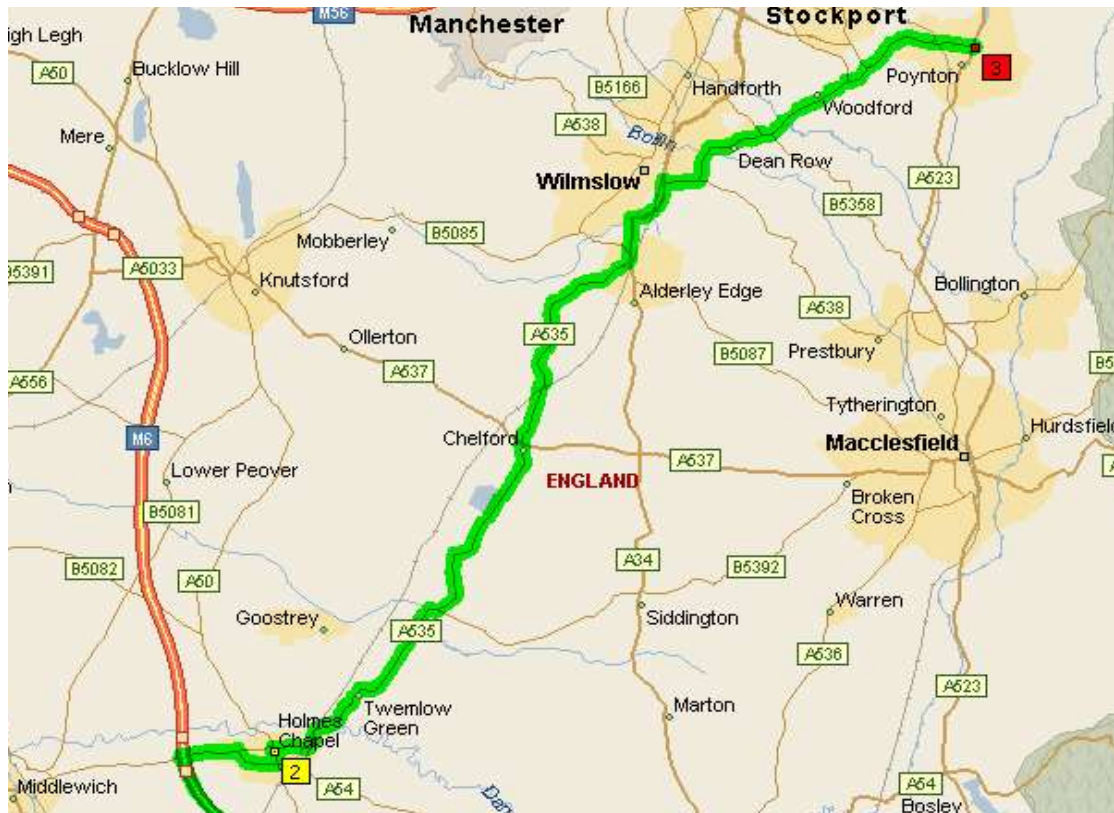 M56
Manchester
Stockport
igh Legh
A50
Bucklow Hill
Poynton
3
B5166
Handforth
Woodford
A538
Bollin
Mere
Dean Row
Wilmslow
A523
B5358
Mobberley
B5085
B5391
A5033
Knutsford
Alderley Edge
Bollington
A538
A535
Ollerton
Prestbury
B5087
B5
A556
A537
Tytherington
M6
Chelford
Macclesfield
Hurdsfield
A537
Lower Peover
ENGLAND
Broken
Cross
B5081
A34
B5082
A50
B5392
Warren
Goostrey
Siddington
A535
A536
A523
Twemlow
Green
Marton
Holmes
Chapel
2
Middlewich
A54
Dan
A54
Bosley